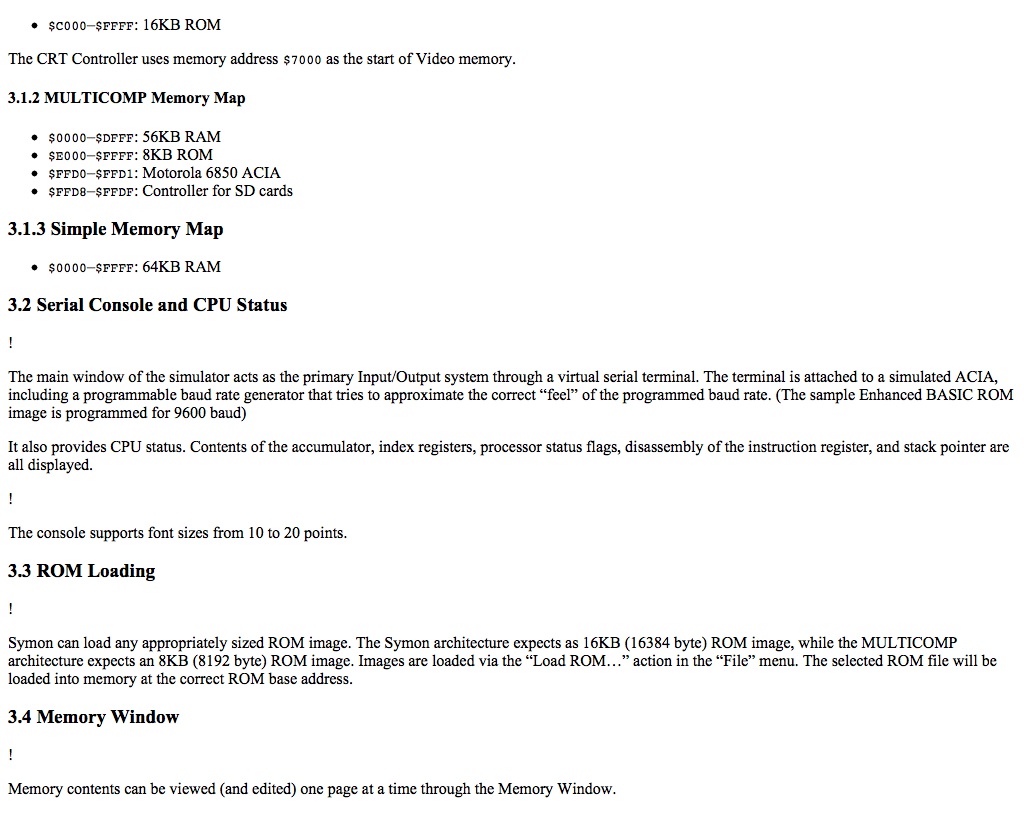 • $C000–$FFFF: 16KB ROM
The CRT Controller uses memory address $7000 as the start of Video memory.
3.1.2 MULTICOMP Memory Map
• $0000–$DFFF: 56KB RAM
• $E000–$FFFF: 8KB ROM
• $FFD0–$FFD1: Motorola 6850 ACIA
• $FFD8–$FFDF: Controller for SD cards
3.1.3 Simple Memory Map
• $0000–$FFFF: 64KB RAM
3.2 Serial Console and CPU Status
!
The main window of the simulator acts as the primary Input/Output system through a virtual serial terminal. The terminal is attached to a simulated ACIA,
including a programmable baud rate generator that tries to approximate the correct “feel” of the programmed baud rate. (The sample Enhanced BASIC ROM
image is programmed for 9600 baud)
It also provides CPU status. Contents of the accumulator, index registers, processor status flags, disassembly of the instruction register, and stack pointer are
all displayed.
!
The console supports font sizes from 10 to 20 points.
3.3 ROM Loading
!
Symon can load any appropriately sized ROM image. The Symon architecture expects as 16KB (16384 byte) ROM image, while the MULTICOMP
architecture expects an 8KB (8192 byte) ROM image. Images are loaded via the “Load ROM…” action in the “File” menu. The selected ROM file will be
loaded into memory at the correct ROM base address.
3.4 Memory Window
!
Memory contents can be viewed (and edited) one page at a time through the Memory Window.